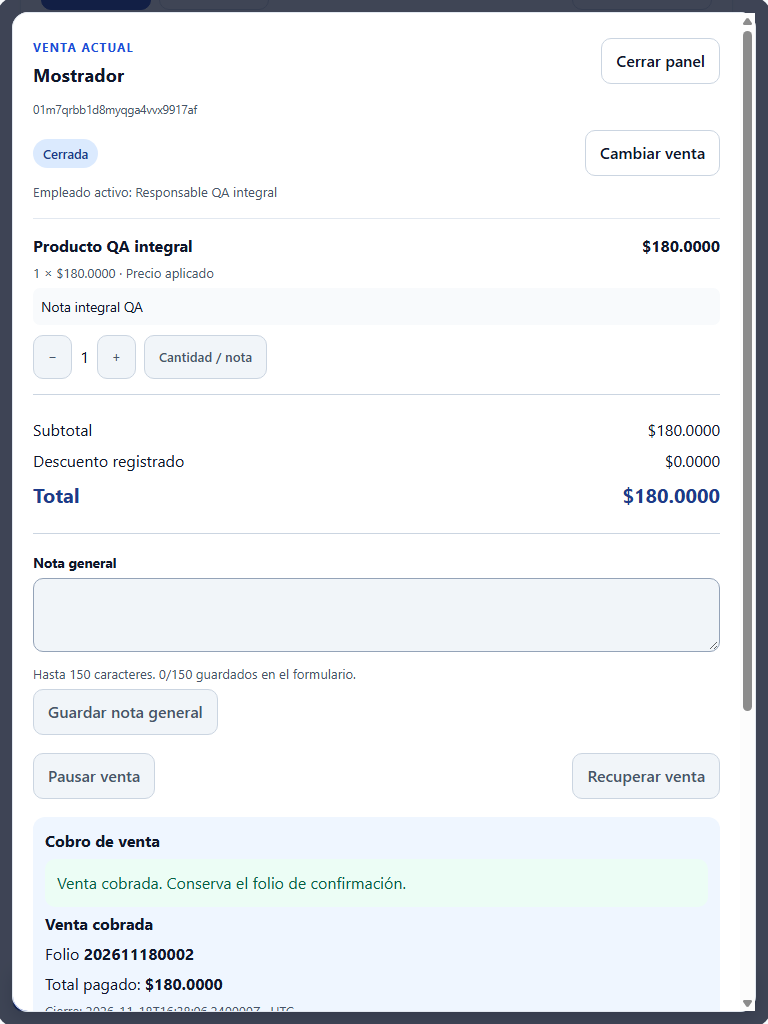 VENTA ACTUAL
Mostrador
Cerrar panel
01m7qrbb1d8myqga4vvx9917af
Cerrada
Cambiar venta
Empleado activo: Responsable QA integral
Producto QA integral $180.0000
1 × $180.0000 · Precio aplicado
Nota integral QA
− 1 + Cantidad / nota
Subtotal $180.0000
Descuento registrado $0.0000
Total $180.0000
Nota general
Hasta 150 caracteres. 0/150 guardados en el formulario.
Guardar nota general
Pausar venta Recuperar venta
Cobro de venta
Venta cobrada. Conserva el folio de confirmación.
Venta cobrada
Folio 202611180002
Total pagado: $180.0000